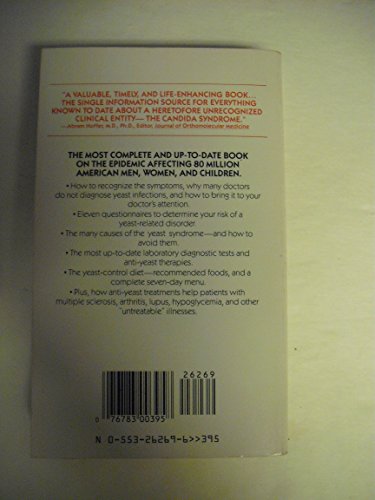 "A VALUABLE, TIMELY, AND LIFE-ENHANCING BOOK...
THE SINGLE INFORMATION SOURCE FOR EVERYTHING
KNOWN TO DATE ABOUT A HERETOFORE UNRECOGNIZED
CLINICAL ENTITY—THE CANDIDA SYNDROME."
—Abram Hoffer, M.D., Ph.D., Editor, Journal of Orthomolecular Medicine
THE MOST COMPLETE AND UP-TO-DATE BOOK
ON THE EPIDEMIC AFFECTING 80 MILLION
AMERICAN MEN, WOMEN, AND CHILDREN.
• How to recognize the symptoms, why many doctors
do not diagnose yeast infections, and how to bring it to your
doctor's attention.
• Eleven questionnaires to determine your risk of a
yeast-related disorder.
• The many causes of the yeast syndrome—and how to
avoid them.
• The most up-to-date laboratory diagnostic tests and
anti-yeast therapies.
• The yeast-control diet—recommended foods, and a
complete seven-day menu.
• Plus, how anti-yeast treatments help patients with
multiple sclerosis, arthritis, lupus, hypoglycemia, and other
"untreatable" illnesses.
26269
0 76783 00395
N 0-553-26269-6>>395